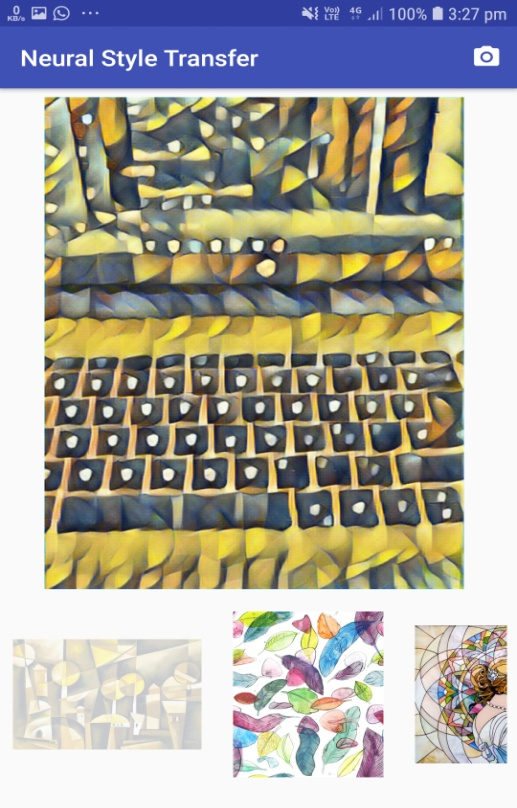 0
KB/s
Vo))
LTE
4G
100%
3:27 pm
Neural Style Transfer